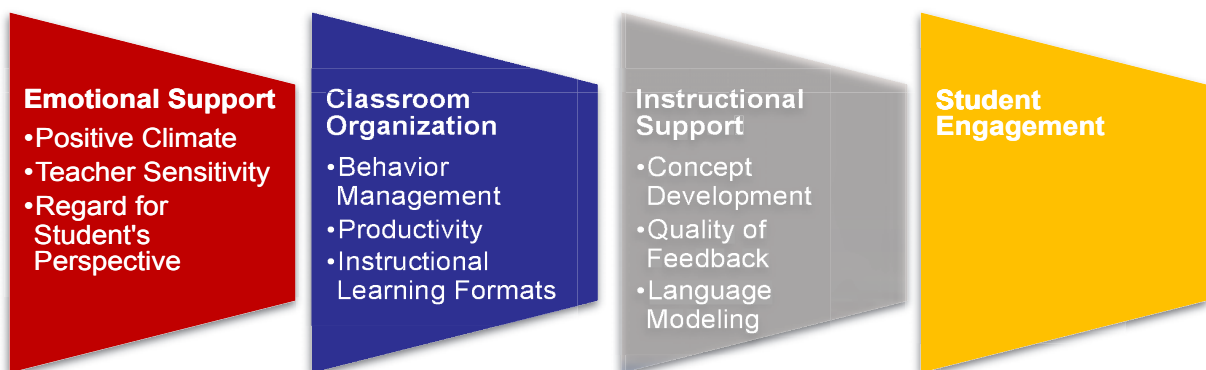 Emotional Support
•Positive Climate
•Teacher Sensitivity
•Regard for
Student's
Perspective
Classroom
Organization
•Behavior
Management
•Productivity
•Instructional
Learning Formats
Instructional
Support
•Concept
Development
•Quality of
Feedback
•Language
Modeling
Student
Engagement